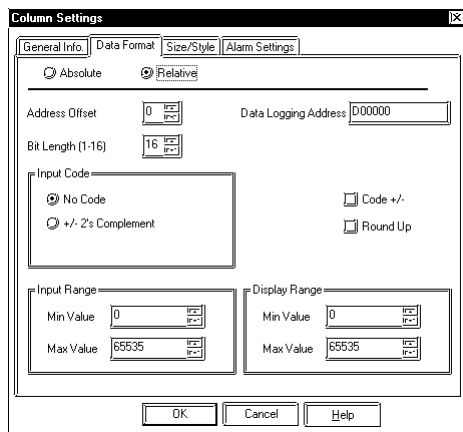 Column Settings
General Info. Data Format Size/Style Alarm Settings
Absolute Relative
Address Offset 0 Data Logging Address D00000
Bit Length (1-16) 16
Input Code
No Code Code +/-
+/- 2's Complement Round Up
Input Range Display Range
Min Value 0 Min Value 0
Max Value 65535 Max Value 65535
OK Cancel Help